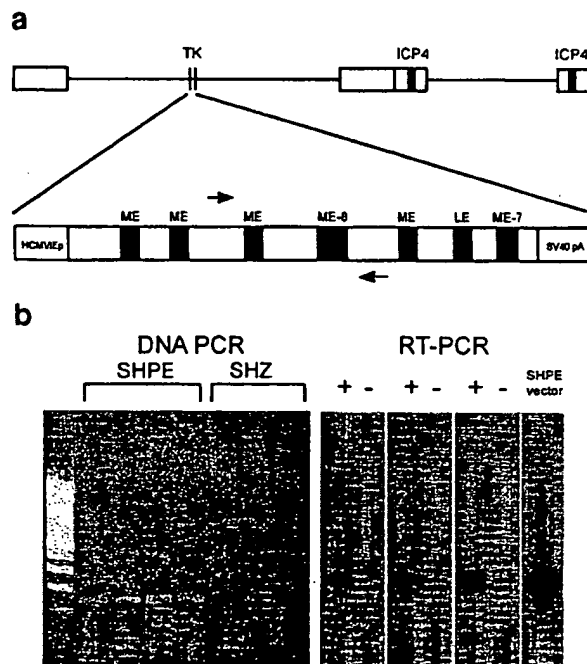 a
TK ICP4 ICP4
ME ME ME ME-8 ME LE ME-7
HCMVIEp SV40 pA
b
DNA PCR RT-PCR
SHPE SHZ
+ - + - + - SHPE
vector